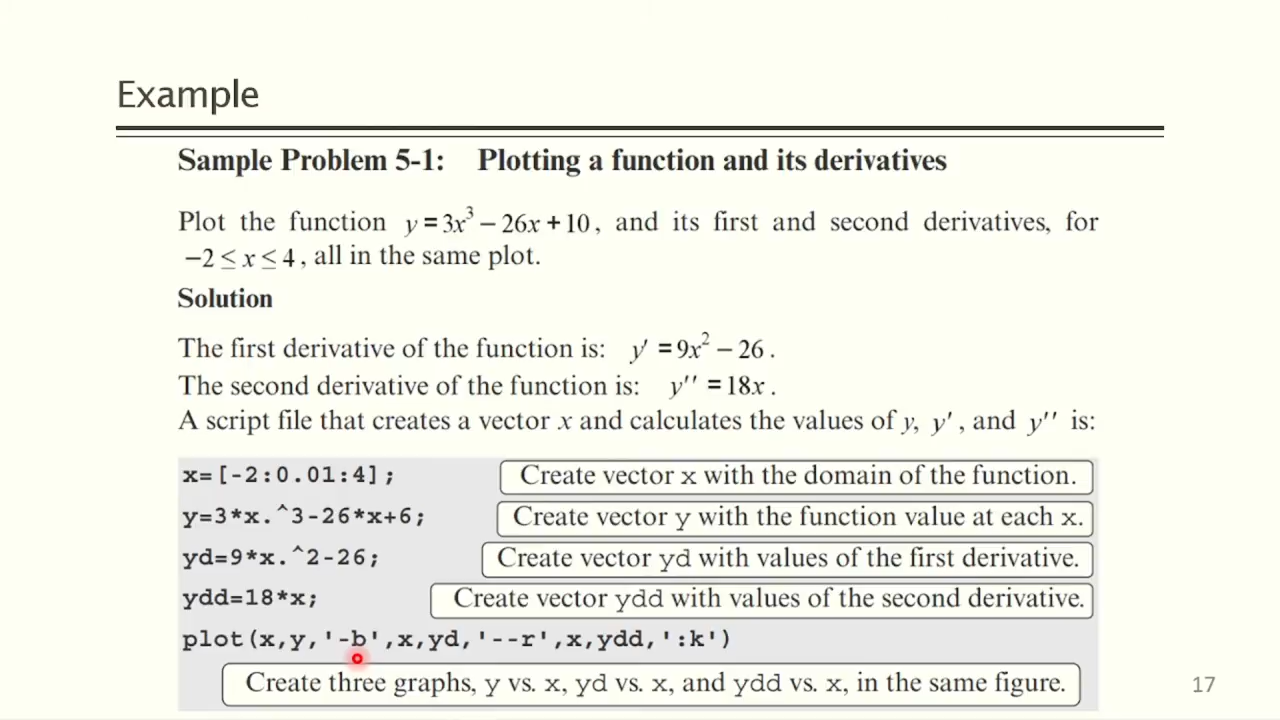 Example
Sample Problem 5-1: Plotting a function and its derivatives
Plot the function y = 3x³ − 26x + 10, and its first and second derivatives, for
−2 ≤ x ≤ 4, all in the same plot.
Solution
The first derivative of the function is: y′ = 9x² − 26.
The second derivative of the function is: y′′ = 18x.
A script file that creates a vector x and calculates the values of y, y′, and y′′ is:
x=[-2:0.01:4]; Create vector x with the domain of the function.
y=3*x.^3-26*x+6; Create vector y with the function value at each x.
yd=9*x.^2-26; Create vector yd with values of the first derivative.
ydd=18*x; Create vector ydd with values of the second derivative.
plot(x,y,'-b',x,yd,'--r',x,ydd,':k')
Create three graphs, y vs. x, yd vs. x, and ydd vs. x, in the same figure.
17